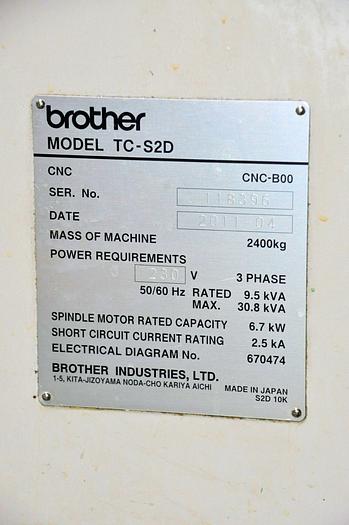 brother
MODEL TC-S2D
CNC CNC-B00
SER. No. 118396
DATE 2011-04
MASS OF MACHINE 2400kg
POWER REQUIREMENTS
230 V 3 PHASE
50/60 Hz RATED 9.5 kVA
MAX. 30.8 kVA
SPINDLE MOTOR RATED CAPACITY 6.7 kW
SHORT CIRCUIT CURRENT RATING 2.5 kA
ELECTRICAL DIAGRAM No. 670474
BROTHER INDUSTRIES, LTD.
1-5, KITA-JIZOYAMA NODA-CHO KARIYA AICHI MADE IN JAPAN
S2D 10K